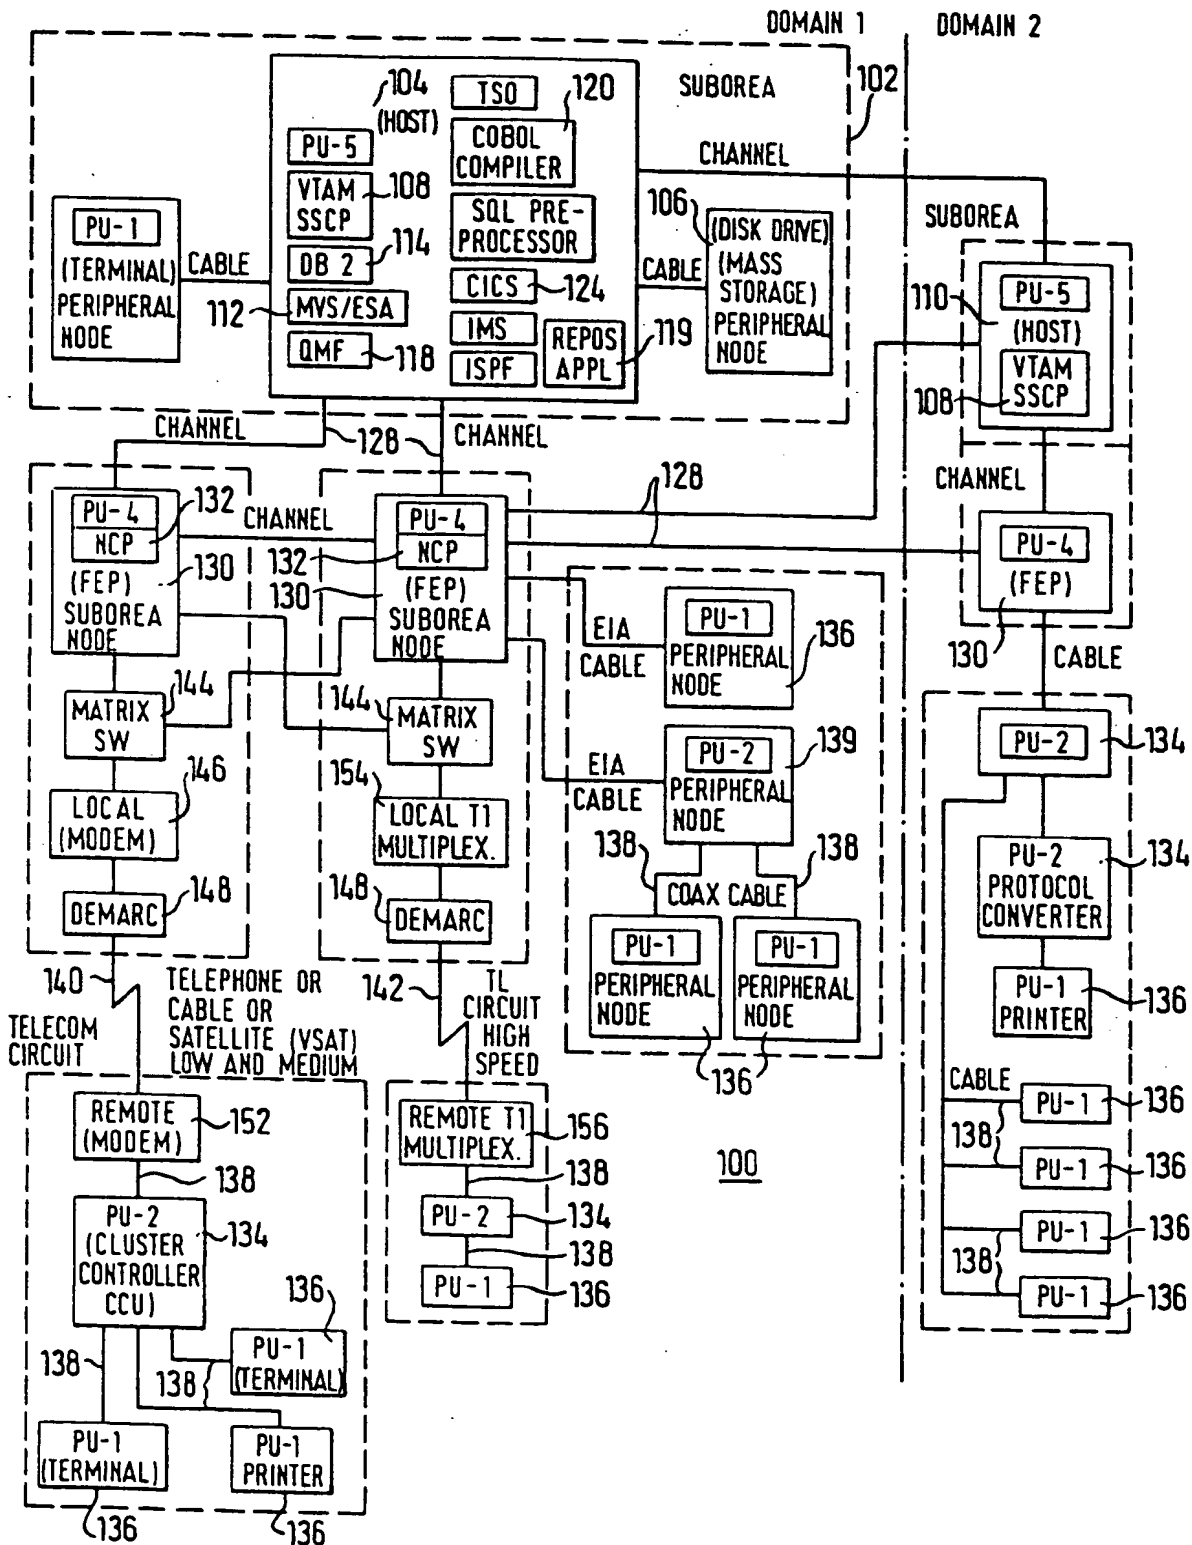 DOMAIN 1
DOMAIN 2
SUBOREA
102
104
(HOST)
PU-5
VTAM
SSCP
108
DB 2
114
MVS/ESA
112
QMF
118
TSO
120
COBOL
COMPILER
SQL PRE-
PROCESSOR
CICS
124
IMS
ISPF
REPOS
APPL
119
PU-1
(TERMINAL)
PERIPHERAL
NODE
CABLE
CABLE
106
(DISK DRIVE)
(MASS
STORAGE)
PERIPHERAL
NODE
CHANNEL
SUBOREA
110
PU-5
(HOST)
VTAM
SSCP
108
CHANNEL
128
CHANNEL
CHANNEL
PU-4
NCP
132
(FEP)
130
SUBOREA
NODE
CHANNEL
PU-4
NCP
132
(FEP)
130
SUBOREA
NODE
128
PU-4
(FEP)
130
CABLE
144
MATRIX
SW
146
LOCAL
(MODEM)
148
DEMARC
144
MATRIX
SW
154
LOCAL T1
MULTIPLEX.
148
DEMARC
EIA
CABLE
PU-1
PERIPHERAL
NODE
136
EIA
CABLE
PU-2
PERIPHERAL
NODE
139
138
138
COAX CABLE
PU-1
PERIPHERAL
NODE
PU-1
PERIPHERAL
NODE
136
PU-2
134
PU-2
PROTOCOL
CONVERTER
134
PU-1
PRINTER
136
CABLE
PU-1
136
138
PU-1
136
PU-1
136
138
PU-1
136
140
TELECOM
CIRCUIT
TELEPHONE OR
CABLE OR
SATELLITE (VSAT)
LOW AND MEDIUM
142
TL
CIRCUIT
HIGH
SPEED
REMOTE
(MODEM)
152
138
PU-2
(CLUSTER
CONTROLLER
CCU)
134
138
138
136
PU-1
(TERMINAL)
PU-1
(TERMINAL)
136
PU-1
PRINTER
136
REMOTE T1
MULTIPLEX.
156
138
PU-2
134
138
PU-1
136
100